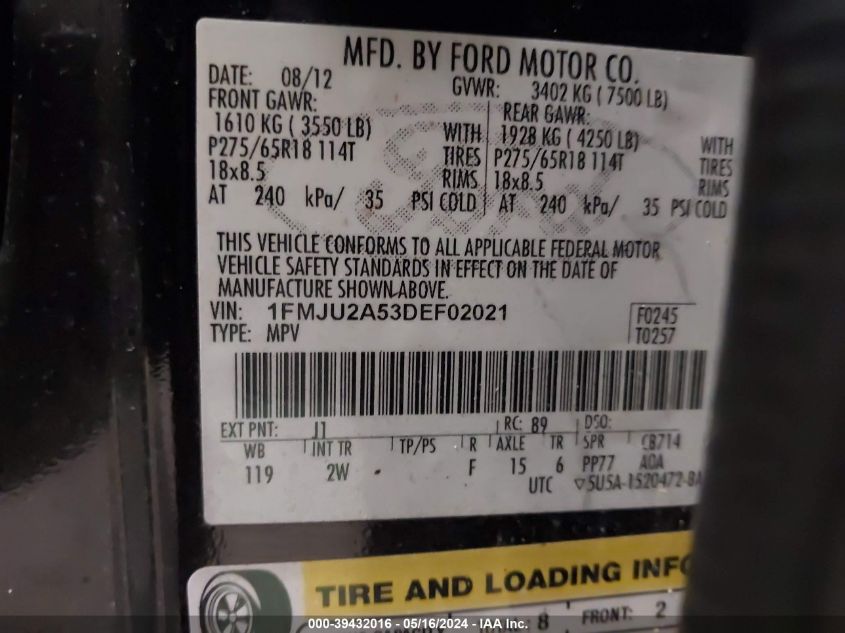 MFD. BY FORD MOTOR CO.
DATE: 08/12 GVWR: 3402 KG ( 7500 LB)
FRONT GAWR: REAR GAWR:
1610 KG ( 3550 LB) WITH 1928 KG ( 4250 LB) WITH
P275/65R18 114T TIRES P275/65R18 114T TIRES
18x8.5 RIMS 18x8.5 RIMS
AT 240 kPa/ 35 PSI COLD AT 240 kPa/ 35 PSI COLD
THIS VEHICLE CONFORMS TO ALL APPLICABLE FEDERAL MOTOR
VEHICLE SAFETY STANDARDS IN EFFECT ON THE DATE OF
MANUFACTURE SHOWN ABOVE.
VIN: 1FMJU2A53DEF02021 F0245
TYPE: MPV T0257
EXT PNT: J1 RC: 89 DSO:
WB INT TR TP/PS R AXLE TR SPR CB714
119 2W F 15 6 PP77 AOA
UTC ▽5U5A-1520472-BA
TIRE AND LOADING INFO
8 FRONT: 2
000-39432016 - 05/16/2024 - IAA Inc.